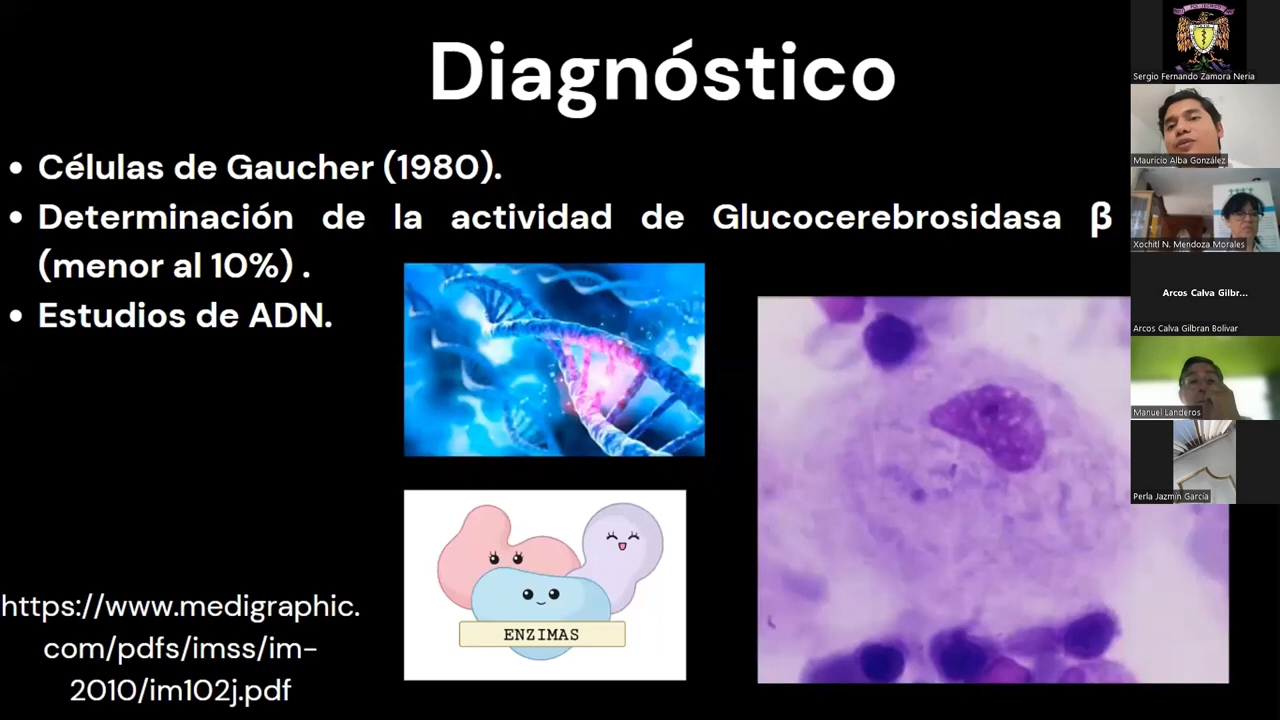 Diagnóstico
• Células de Gaucher (1980).
• Determinación de la actividad de Glucocerebrosidasa β
(menor al 10%) .
• Estudios de ADN.
ENZIMAS
https://www.medigraphic.
com/pdfs/imss/im-
2010/im102j.pdf
Sergio Fernando Zamora Neria
Mauricio Alba González
Xochitl N. Mendoza Morales
Arcos Calva Gilbr...
Arcos Calva Gilbran Bolivar
Manuel Landeros
Perla Jazmín García